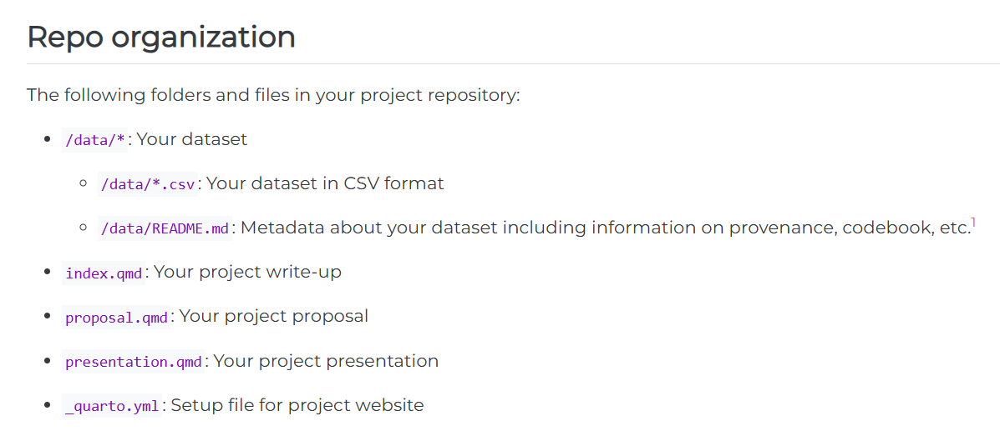 Repo organization
The following folders and files in your project repository:
• /data/*: Your dataset
◦ /data/*.csv: Your dataset in CSV format
◦ /data/README.md: Metadata about your dataset including information on provenance, codebook, etc.1
• index.qmd: Your project write-up
• proposal.qmd: Your project proposal
• presentation.qmd: Your project presentation
• _quarto.yml: Setup file for project website